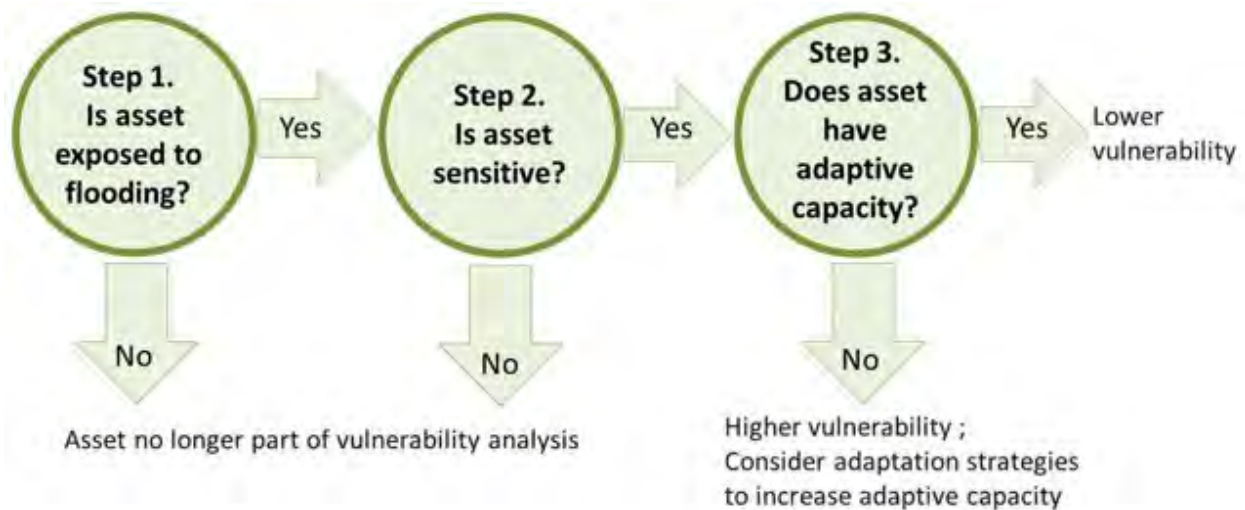 Step 1.
Is asset
exposed to
flooding?
Yes
No
Step 2.
Is asset
sensitive?
Yes
No
Step 3.
Does asset
have
adaptive
capacity?
Yes
No
Lower
vulnerability
Asset no longer part of vulnerability analysis
Higher vulnerability ;
Consider adaptation strategies
to increase adaptive capacity